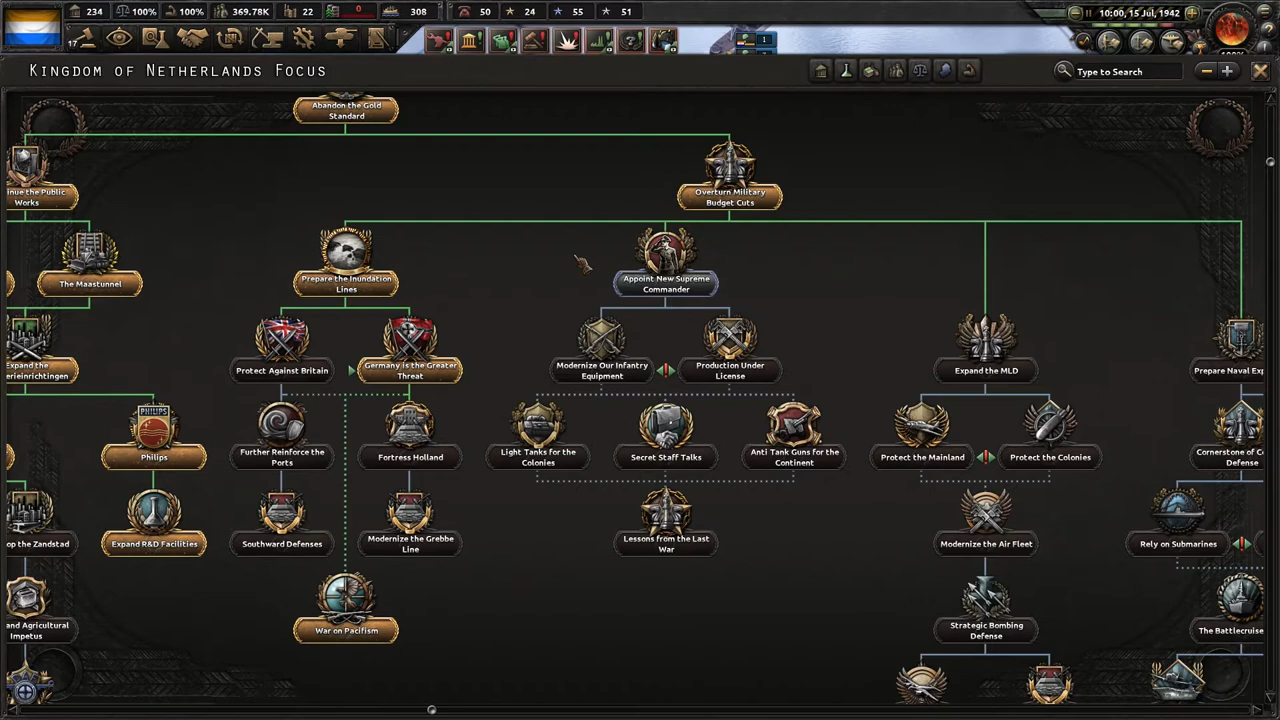 234 100% 100% 369.78K 22 0 308 50 24 55 51 10:00, 15 Jul, 1942
17
1
100%
Kingdom of Netherlands Focus
Type to Search
Abandon the Gold
Standard
inue the Public
Works
Overturn Military
Budget Cuts
The Maastunnel
Prepare the Inundation
Lines
Appoint New Supreme
Commander
Expand the
erieinrichtingen
Protect Against Britain
Germany is the Greater
Threat
Modernize Our Infantry
Equipment
Production Under
License
Expand the MLD
Prepare Naval Exp
PHILIPS
Philips
Further Reinforce the
Ports
Fortress Holland
Light Tanks for the
Colonies
Secret Staff Talks
Anti Tank Guns for the
Continent
Protect the Mainland
Protect the Colonies
Cornerstone of Co
Defense
op the Zandstad
Expand R&D Facilities
Southward Defenses
Modernize the Grebbe
Line
Lessons from the Last
War
Modernize the Air Fleet
Rely on Submarines
and Agricultural
Impetus
War on Pacifism
Strategic Bombing
Defense
The Battlecruise